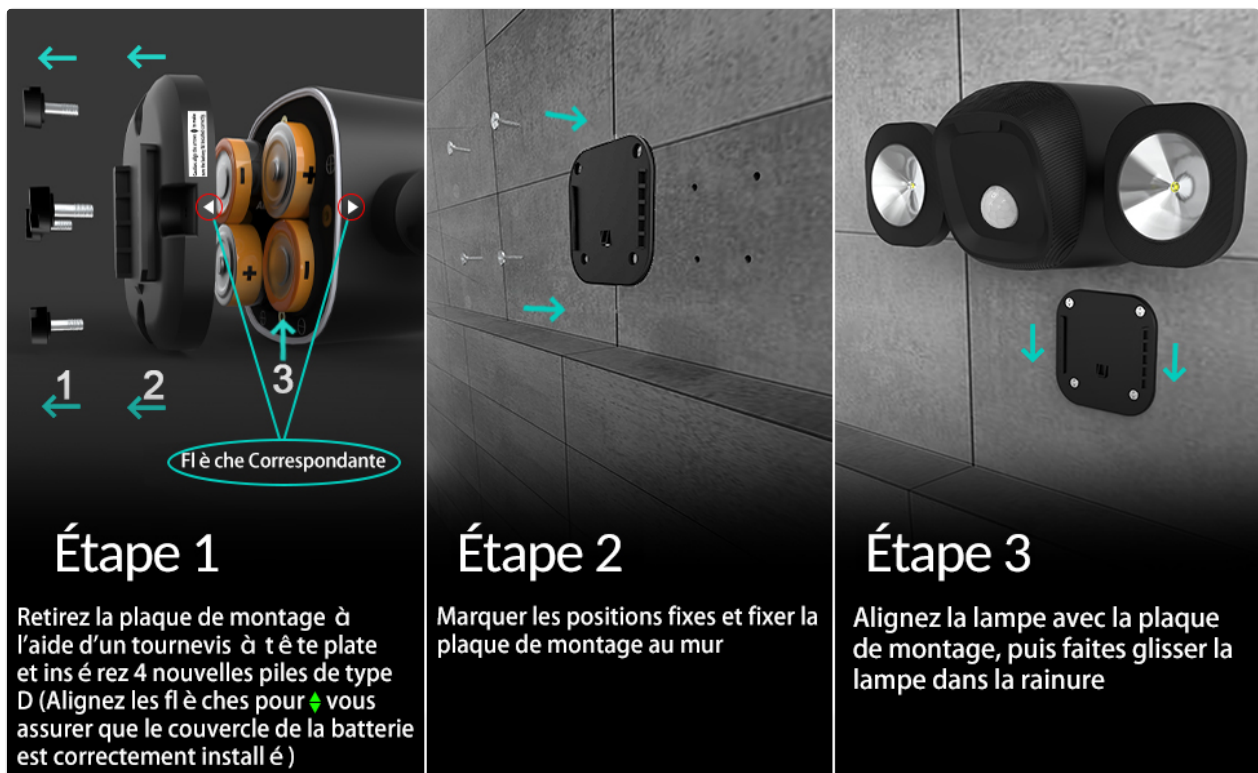 1
2
3
Fl è che Correspondante
Étape 1
Retirez la plaque de montage à
l'aide d'un tournevis à t ê te plate
et ins é rez 4 nouvelles piles de type
D (Alignez les fl è ches pour vous
assurer que le couvercle de la batterie
est correctement install é )
Étape 2
Marquer les positions fixes et fixer la
plaque de montage au mur
Étape 3
Alignez la lampe avec la plaque
de montage, puis faites glisser la
lampe dans la rainure